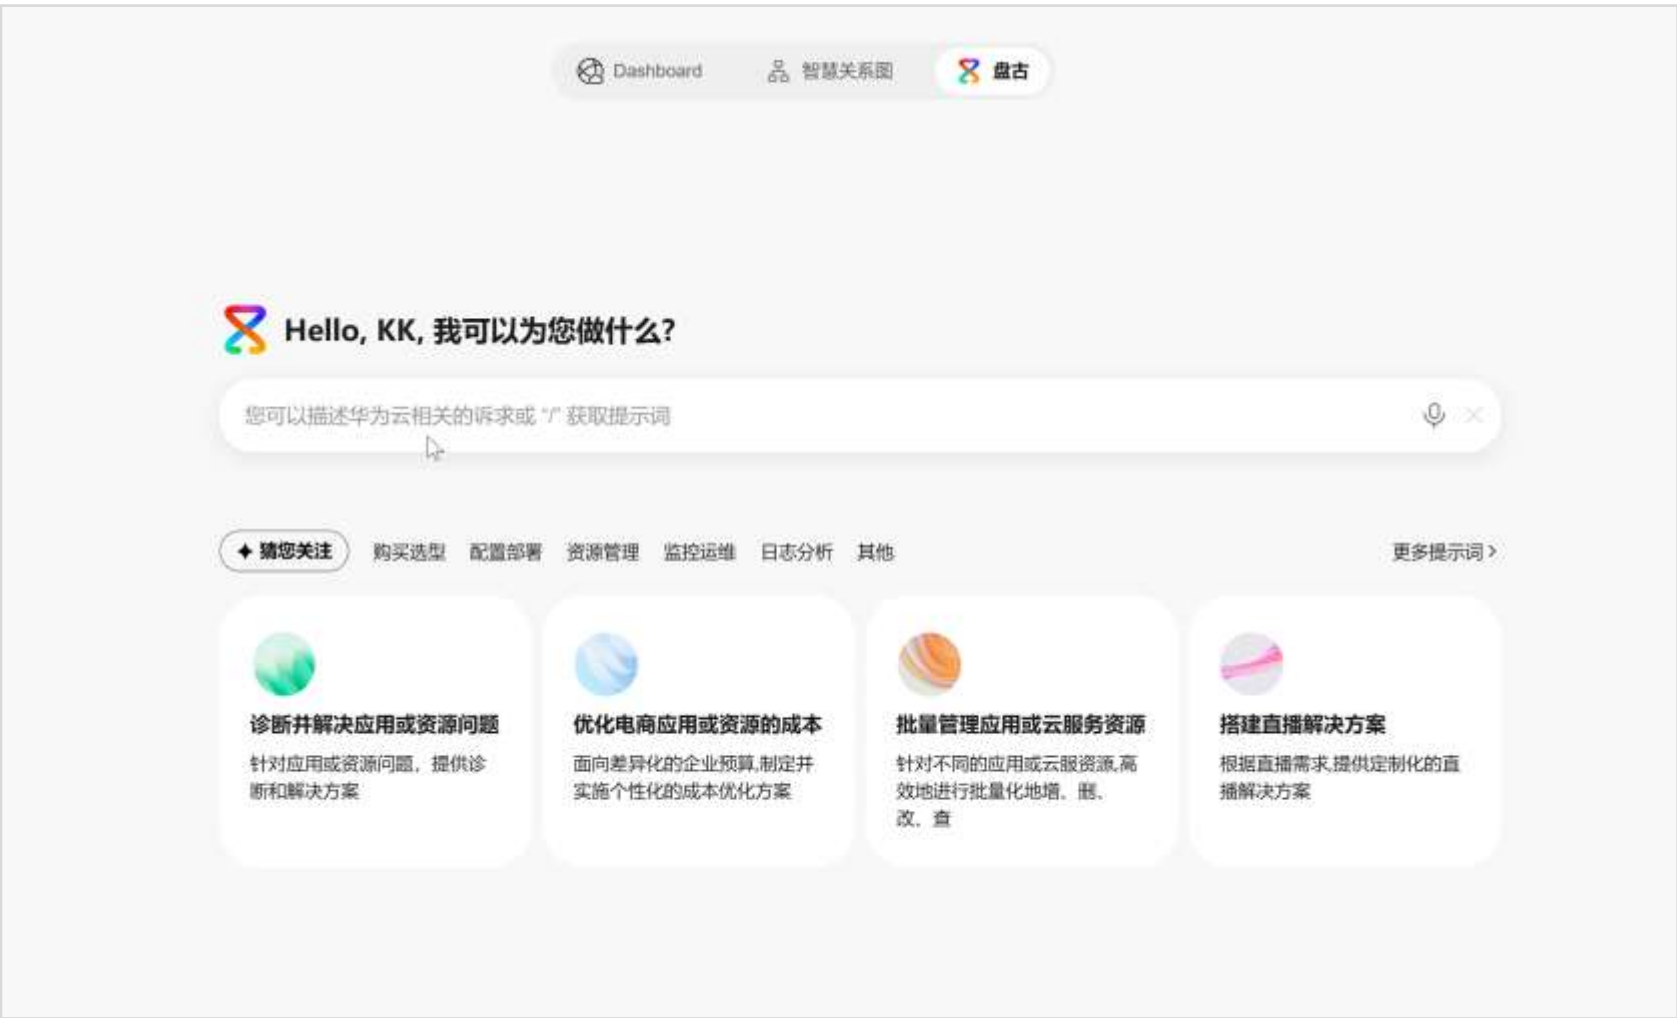 Dashboard 智慧关系图 盘古
Hello, KK, 我可以为您做什么?
您可以描述华为云相关的诉求或 "/" 获取提示词
猜您关注 购买选型 配置部署 资源管理 监控运维 日志分析 其他 更多提示词
诊断并解决应用或资源问题
针对应用或资源问题，提供诊
断和解决方案
优化电商应用或资源的成本
面向差异化的企业预算,制定并
实施个性化的成本优化方案
批量管理应用或云服务资源
针对不同的应用或云服资源,高
效地进行批量化地增、删、
改、查
搭建直播解决方案
根据直播需求,提供定制化的直
播解决方案